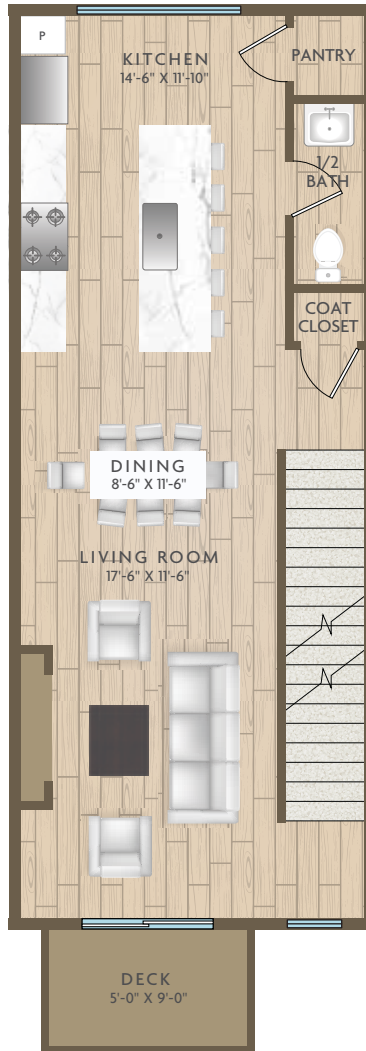 P
KITCHEN
14'-6" X 11'-10"
PANTRY
1/2
BATH
COAT
CLOSET
DINING
8'-6" X 11'-6"
LIVING ROOM
17'-6" X 11'-6"
DECK
5'-0" X 9'-0"